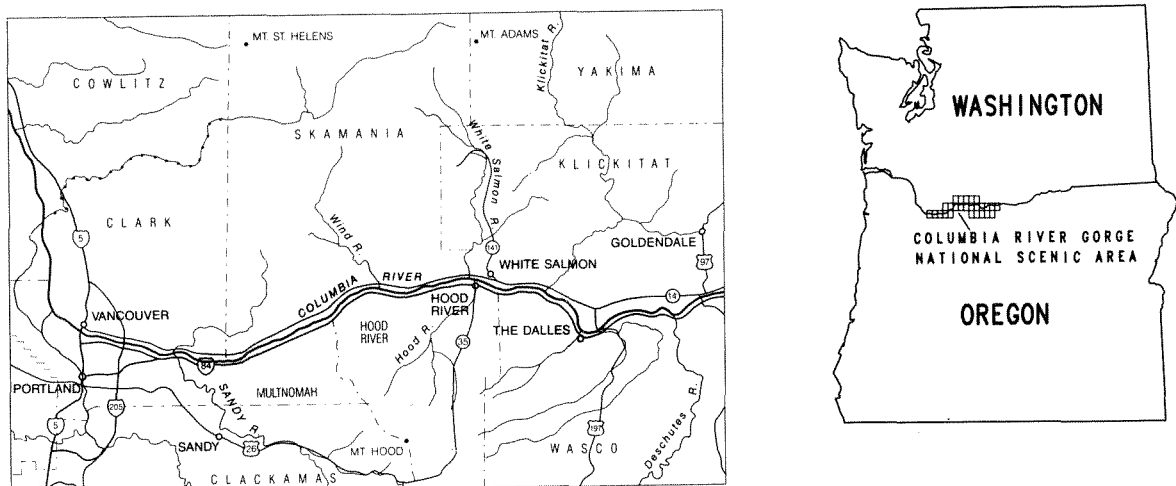 MT. ST. HELENS
MT. ADAMS
Klickitat R.
COWLITZ
YAKIMA
SKAMANIA
White Salmon R.
KLICKITAT
CLARK
Wind R.
5
141
GOLDENDALE
97
WHITE SALMON
COLUMBIA RIVER
14
HOOD RIVER
VANCOUVER
HOOD RIVER
THE DALLES
Hood R.
35
84
PORTLAND
SANDY R.
MULTNOMAH
205
5
SANDY
26
MT HOOD
197
WASCO
Deschutes R.
CLACKAMAS
WASHINGTON
COLUMBIA RIVER GORGE
NATIONAL SCENIC AREA
OREGON